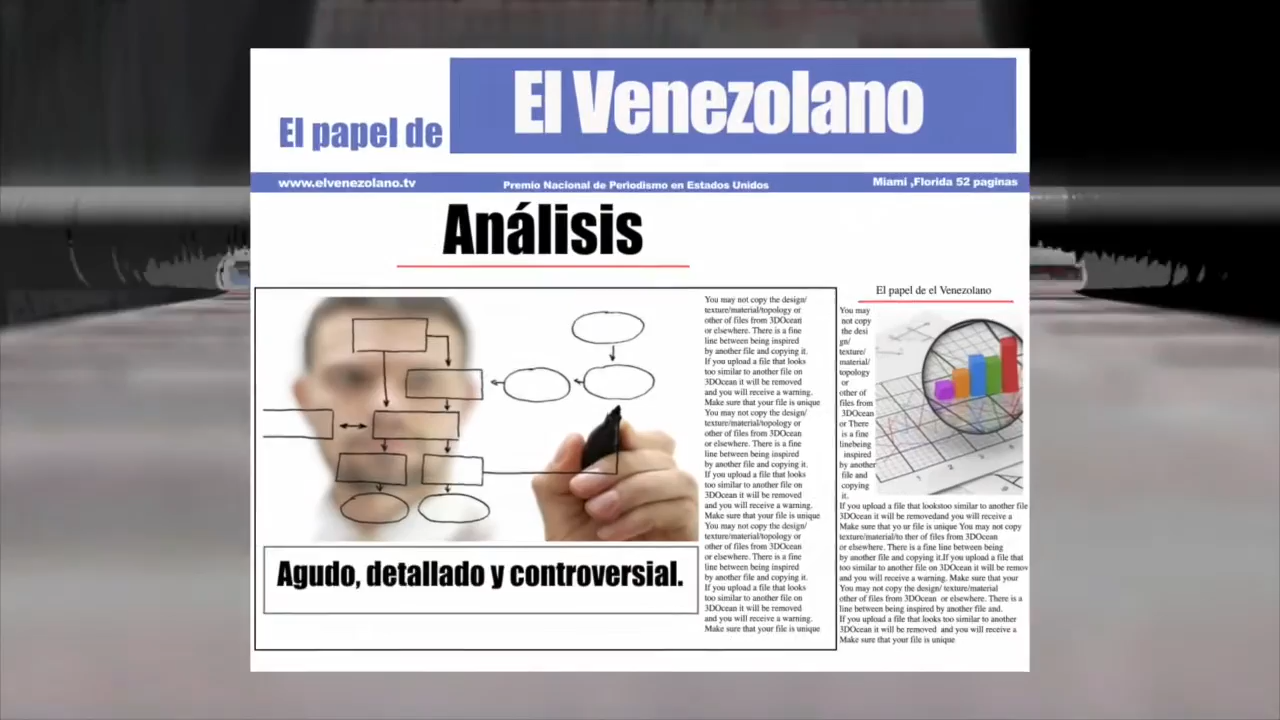 El papel de
El Venezolano
www.elvenezolano.tv
Premio Nacional de Periodismo en Estados Unidos
Miami ,Florida 52 paginas
Análisis
Agudo, detallado y controversial.
You may not copy the design/
texture/material/topology or
other of files from 3DOcean
or elsewhere. There is a fine
line between being inspired
by another file and copying it.
If you upload a file that looks
too similar to another file on
3DOcean it will be removed
and you will receive a warning.
Make sure that your file is unique
You may not copy the design/
texture/material/topology or
other of files from 3DOcean
or elsewhere. There is a fine
line between being inspired
by another file and copying it.
If you upload a file that looks
too similar to another file on
3DOcean it will be removed
and you will receive a warning.
Make sure that your file is unique
You may not copy the design/
texture/material/topology or
other of files from 3DOcean
or elsewhere. There is a fine
line between being inspired
by another file and copying it.
If you upload a file that looks
too similar to another file on
3DOcean it will be removed
and you will receive a warning.
Make sure that your file is unique
El papel de el Venezolano
You may
not copy
the desi
gn/
texture/
material/
topology
or
other of
files from
3DOcean
or There
is a fine
linebeing
inspired
by another
file and
copying
it.
If you upload a file that lookstoo similar to another file
3DOcean it will be removedand you will receive a
Make sure that yo ur file is unique You may not copy
texture/material/to ther of files from 3DOcean
or elsewhere. There is a fine line between being
by another file and copying it.If you upload a file that
too similar to another file on 3DOcean it will be remov
and you will receive a warning. Make sure that your
You may not copy the design/ texture/material
other of files from 3DOcean or elsewhere. There is a
line between being inspired by another file and.
If you upload a file that looks too similar to another
3DOcean it will be removed and you will receive a
Make sure that your file is unique